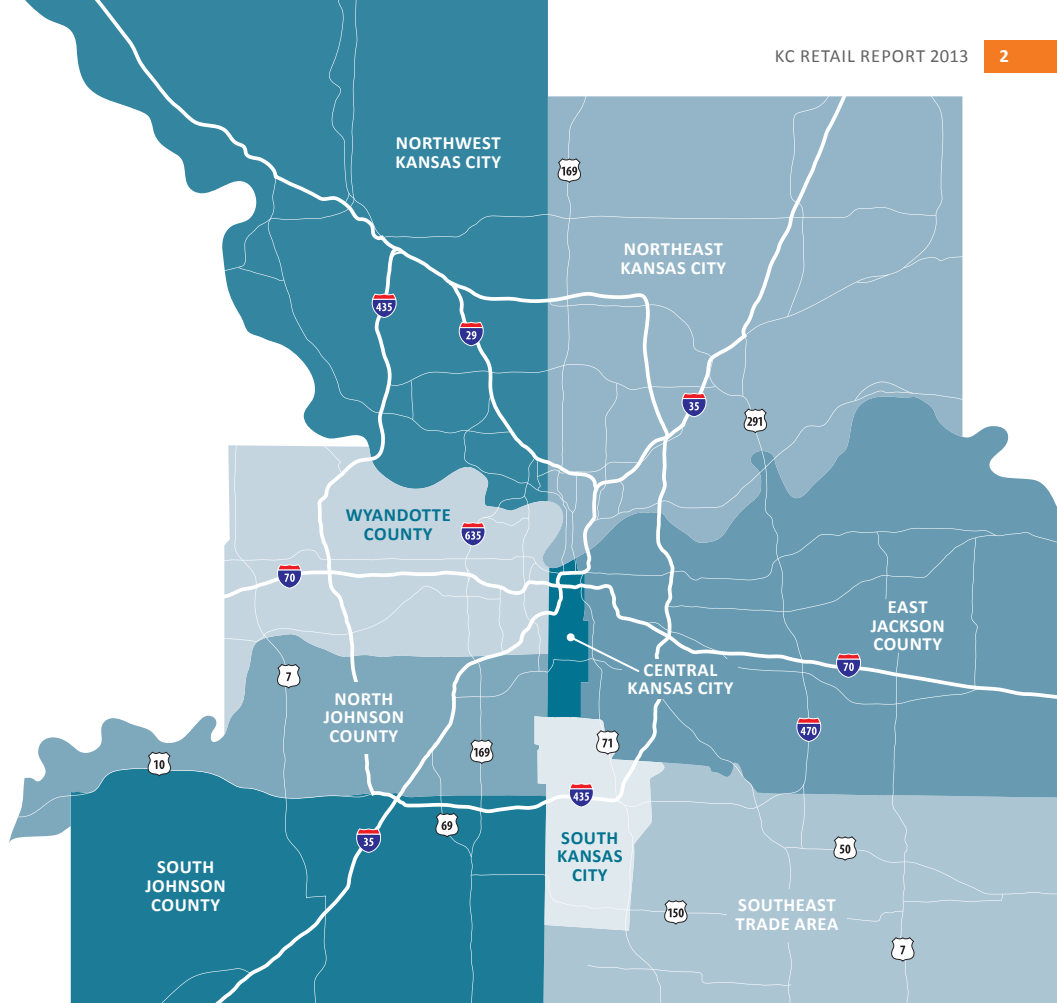 KC RETAIL REPORT 2013 2
NORTHWEST
KANSAS CITY
169
NORTHEAST
KANSAS CITY
435
29
35
291
WYANDOTTE
COUNTY
635
70
EAST
JACKSON
COUNTY
70
CENTRAL
KANSAS CITY
7
NORTH
JOHNSON
COUNTY
169
71
470
10
435
69
35
SOUTH
KANSAS
CITY
50
SOUTH
JOHNSON
COUNTY
150
SOUTHEAST
TRADE AREA
7